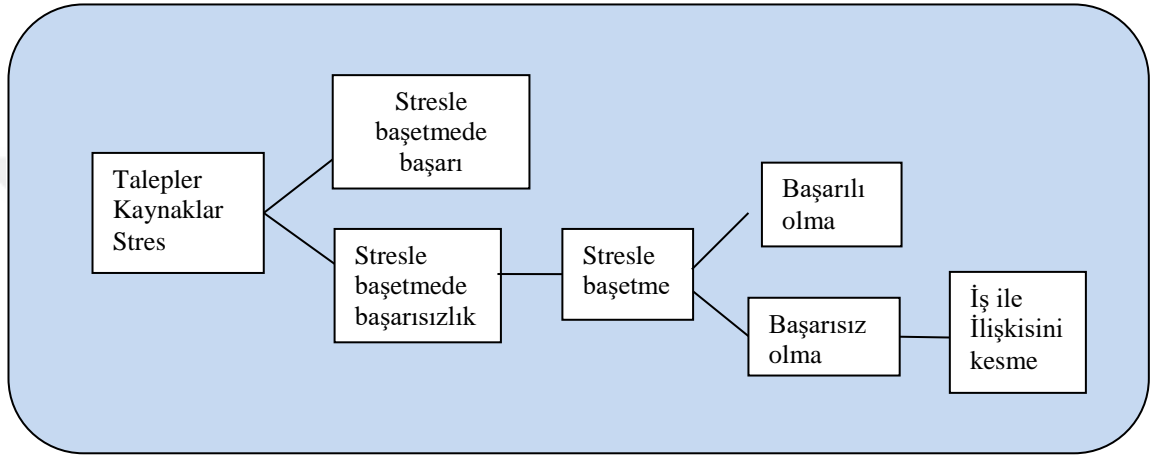 Talepler
Kaynaklar
Stres
Stresle
başetmede
başarı
Stresle
başetmede
başarısızlık
Stresle
başetme
Başarılı
olma
Başarısız
olma
İş ile
İlişkisini
kesme